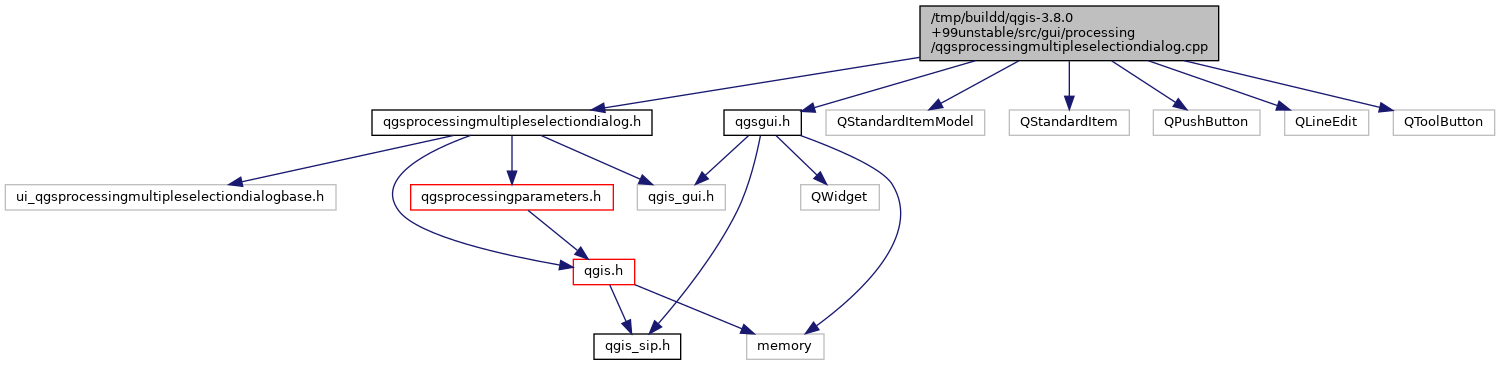 /tmp/buildd/qgis-3.8.0
+99unstable/src/gui/processing
/qgsprocessingmultipleselectiondialog.cpp
qgsprocessingmultipleselectiondialog.h
qgsgui.h
QStandardItemModel
QStandardItem
QPushButton
QLineEdit
QToolButton
ui_qgsprocessingmultipleselectiondialogbase.h
qgsprocessingparameters.h
qgis_gui.h
QWidget
qgis.h
qgis_sip.h
memory